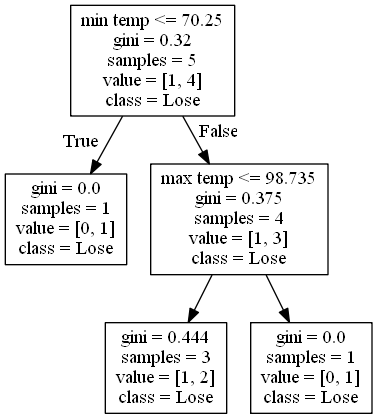 min temp <= 70.25
gini = 0.32
samples = 5
value = [1, 4]
class = Lose
True
False
gini = 0.0
samples = 1
value = [0, 1]
class = Lose
max temp <= 98.735
gini = 0.375
samples = 4
value = [1, 3]
class = Lose
gini = 0.444
samples = 3
value = [1, 2]
class = Lose
gini = 0.0
samples = 1
value = [0, 1]
class = Lose